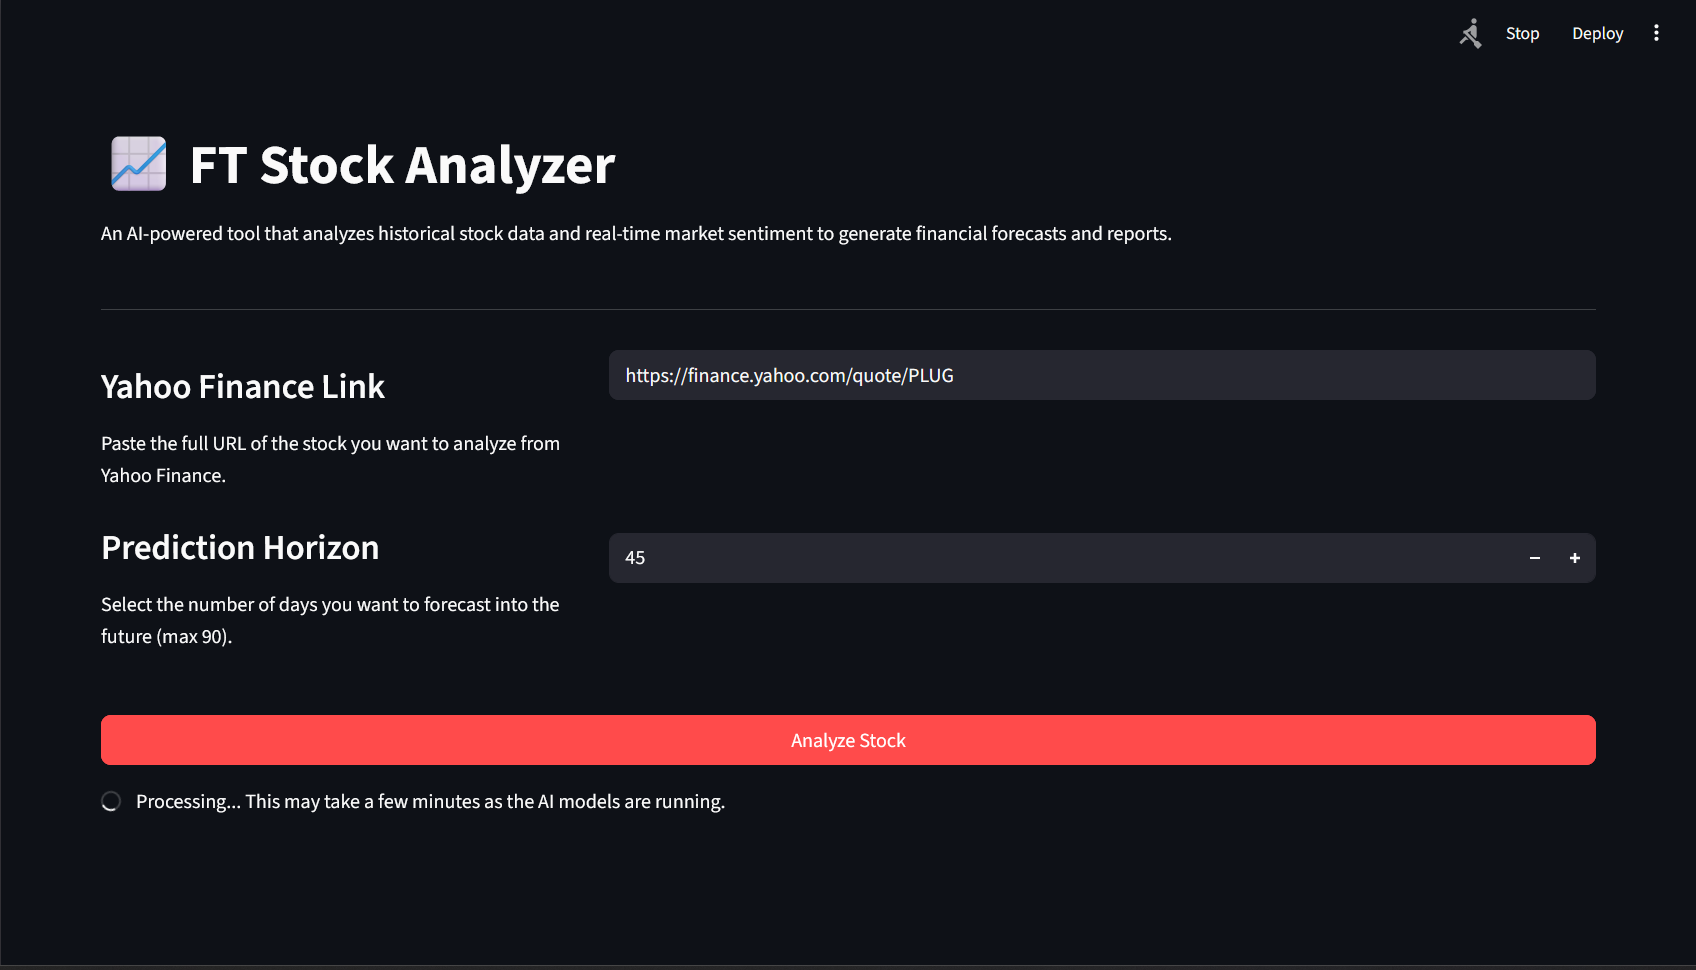 Stop Deploy
FT Stock Analyzer
An AI-powered tool that analyzes historical stock data and real-time market sentiment to generate financial forecasts and reports.
Yahoo Finance Link
https://finance.yahoo.com/quote/PLUG
Paste the full URL of the stock you want to analyze from
Yahoo Finance.
Prediction Horizon
45
Select the number of days you want to forecast into the
future (max 90).
Analyze Stock
Processing... This may take a few minutes as the AI models are running.